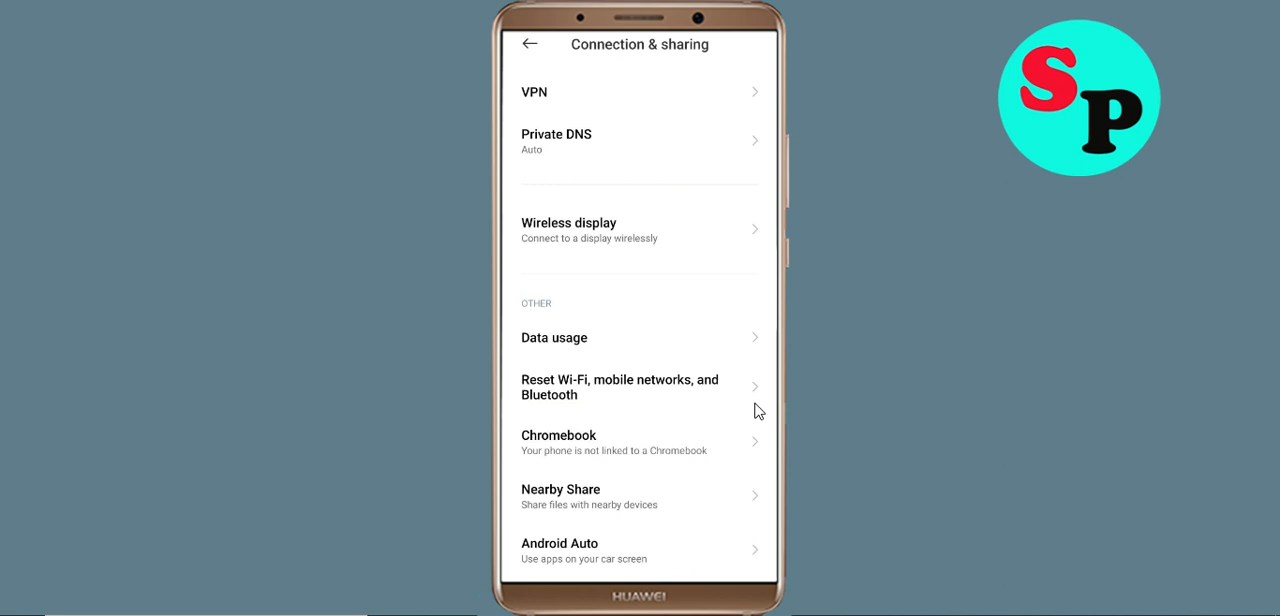 Connection & sharing
VPN
Private DNS
Auto
Wireless display
Connect to a display wirelessly
OTHER
Data usage
Reset Wi-Fi, mobile networks, and
Bluetooth
Chromebook
Your phone is not linked to a Chromebook
Nearby Share
Share files with nearby devices
Android Auto
Use apps on your car screen
HUAWEI
SP